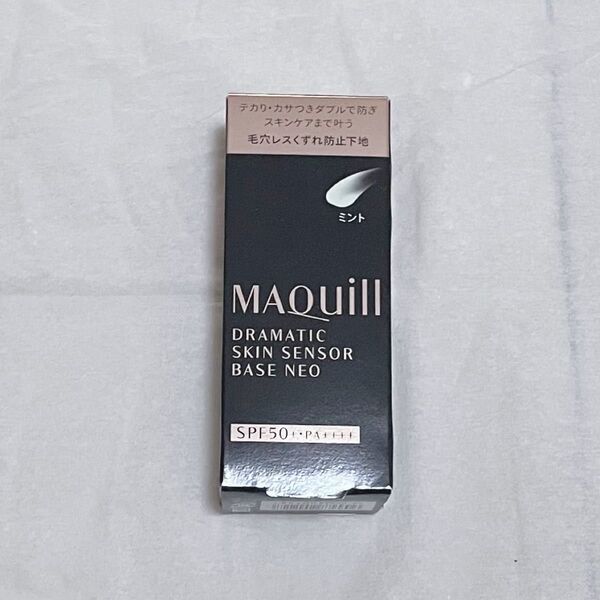 テカリ・カサつきダブルで防ぎ
スキンケアまで叶う
毛穴レスくずれ防止下地
ミント
MAQuill
DRAMATIC
SKIN SENSOR
BASE NEO
SPF50+・PA++++